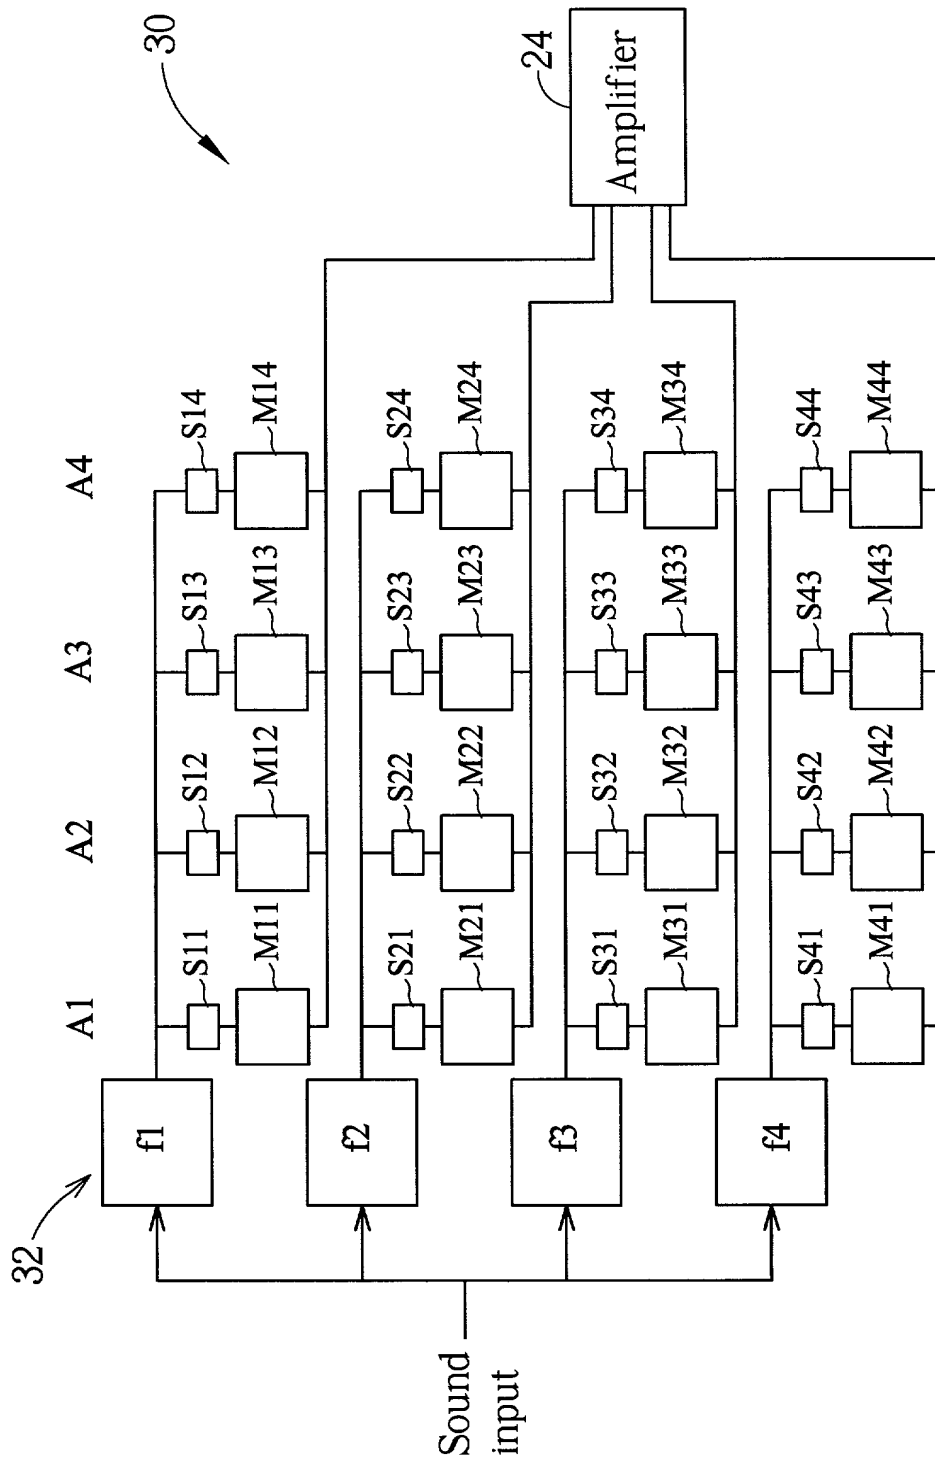 30
32
A1 A2 A3 A4
f1
S11 S12 S13 S14
M11 M12 M13 M14
f2
S21 S22 S23 S24
M21 M22 M23 M24
24
Amplifier
Sound
input
f3
S31 S32 S33 S34
M31 M32 M33 M34
f4
S41 S42 S43 S44
M41 M42 M43 M44